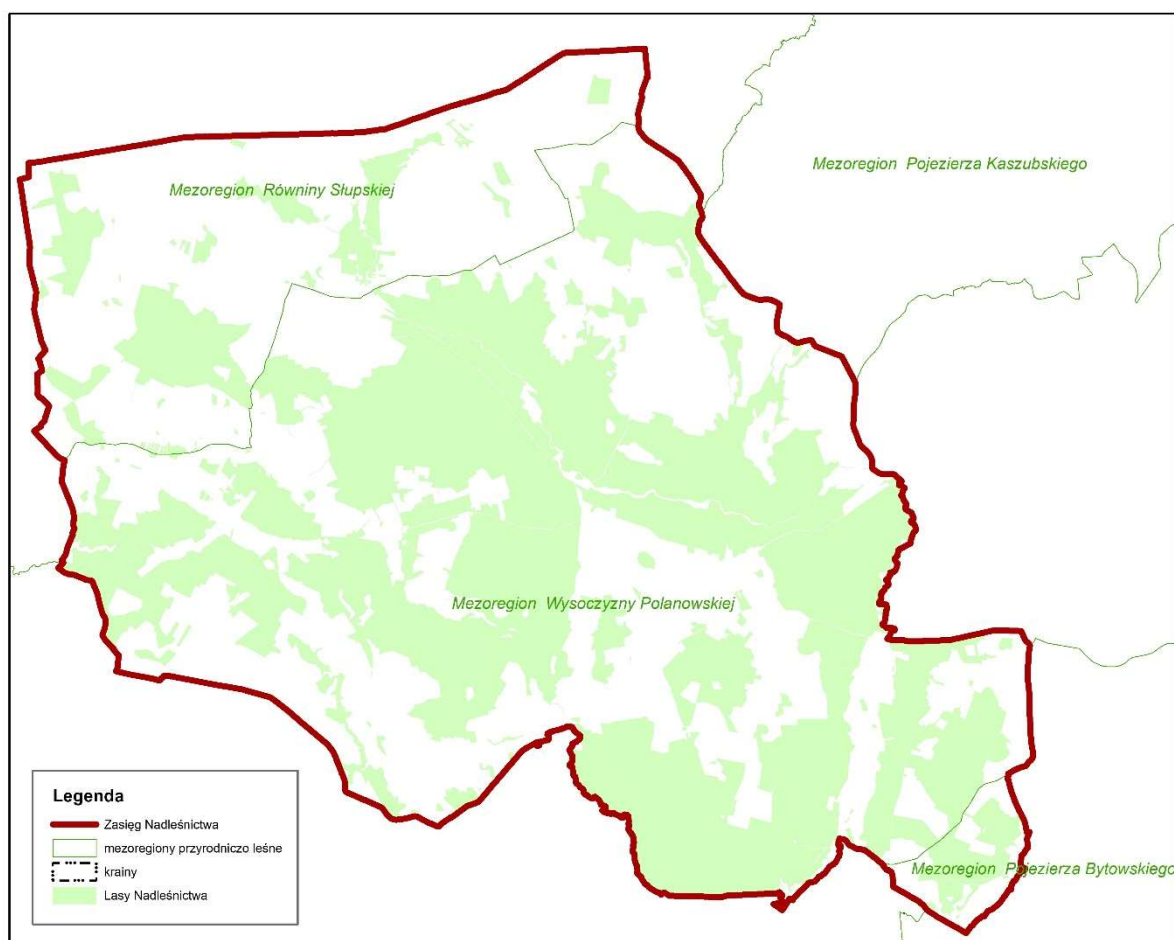 Mezoregion Pojezierza Kaszubskiego
Mezoregion Równiny Słupskiej
Mezoregion Wysoczyzny Polanowskiej
Mezoregion Pojezierza Bytowskiego
Legenda
Zasięg Nadleśnictwa
mezoregiony przyrodniczo leśne
krainy
Lasy Nadleśnictwa